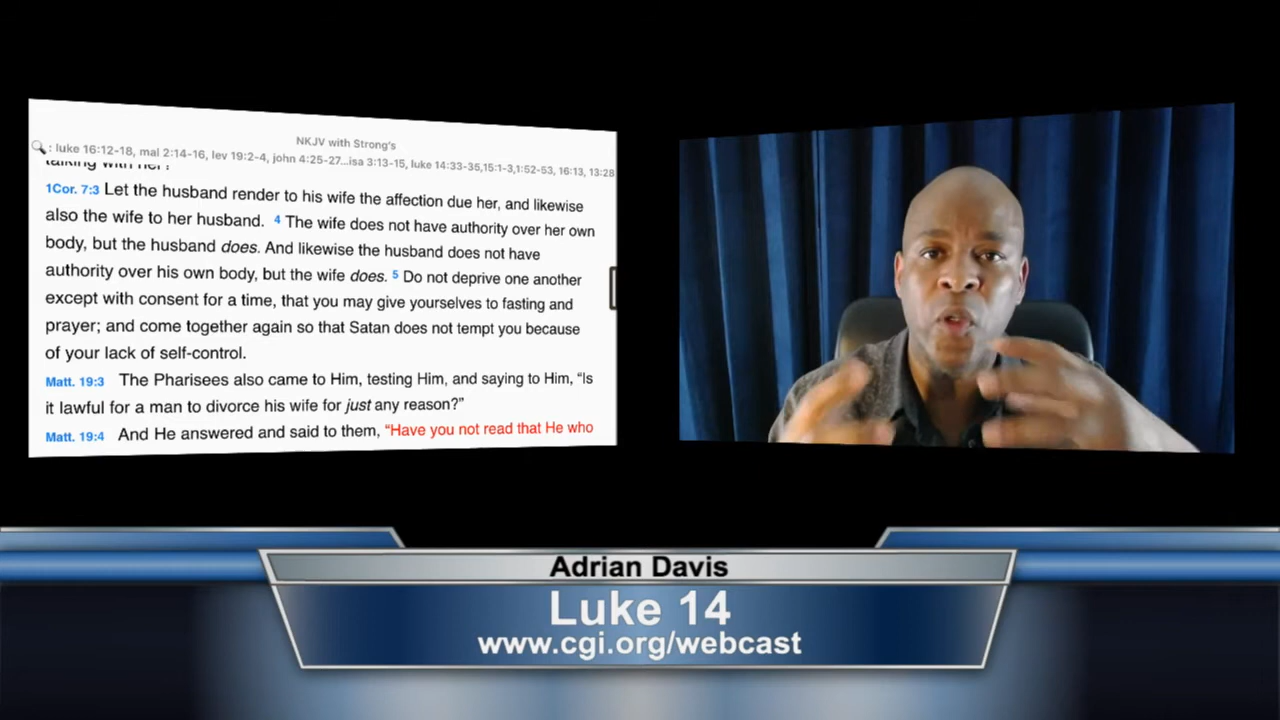 NKJV with Strong's
: luke 16:12-18, mal 2:14-16, lev 19:2-4, john 4:25-27...isa 3:13-15, luke 14:33-35,15:1-3,1:52-53, 16:13, 13:28
talking with her?
1Cor. 7:3 Let the husband render to his wife the affection due her, and likewise
also the wife to her husband. 4 The wife does not have authority over her own
body, but the husband does. And likewise the husband does not have
authority over his own body, but the wife does. 5 Do not deprive one another
except with consent for a time, that you may give yourselves to fasting and
prayer; and come together again so that Satan does not tempt you because
of your lack of self-control.
Matt. 19:3 The Pharisees also came to Him, testing Him, and saying to Him, “Is
it lawful for a man to divorce his wife for just any reason?”
Matt. 19:4 And He answered and said to them, “Have you not read that He who
Adrian Davis
Luke 14
www.cgi.org/webcast